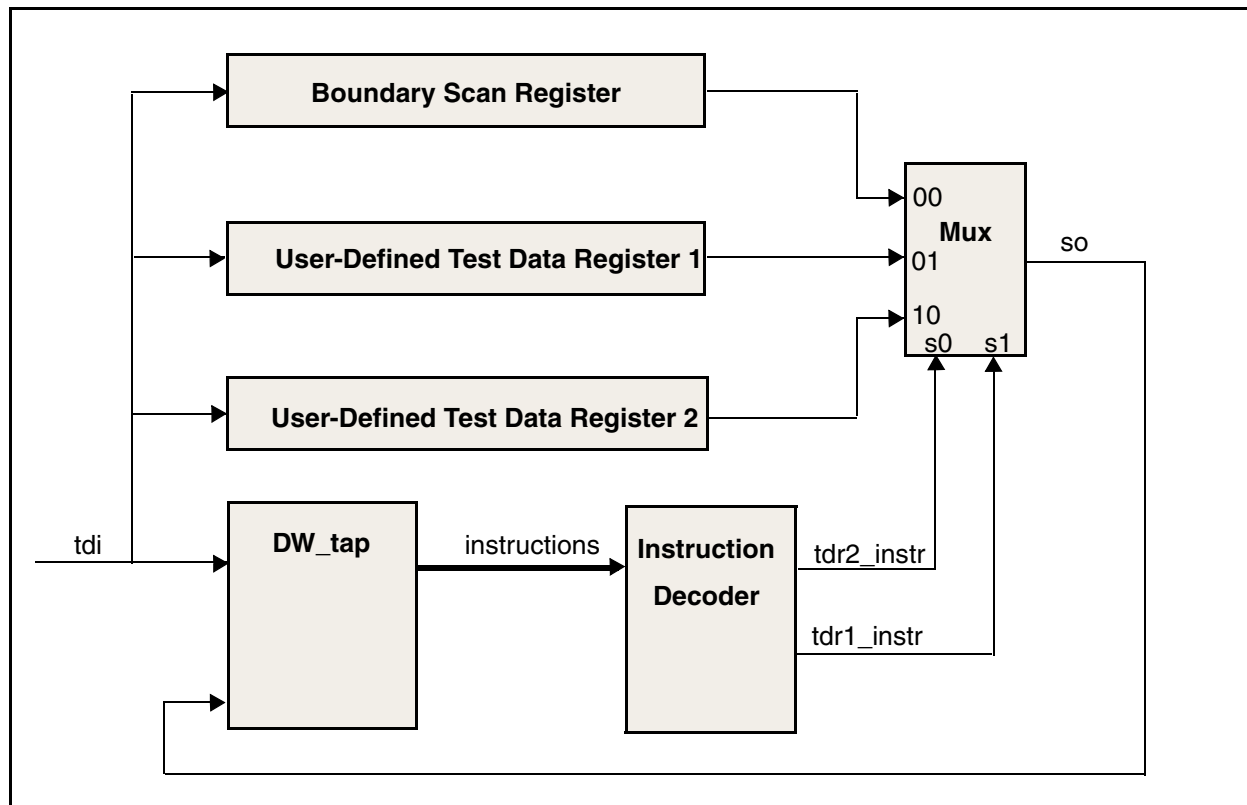 Boundary Scan Register
00
Mux
so
User-Defined Test Data Register 1
01
10
s0 s1
User-Defined Test Data Register 2
tdi
DW_tap
instructions
Instruction
Decoder
tdr2_instr
tdr1_instr